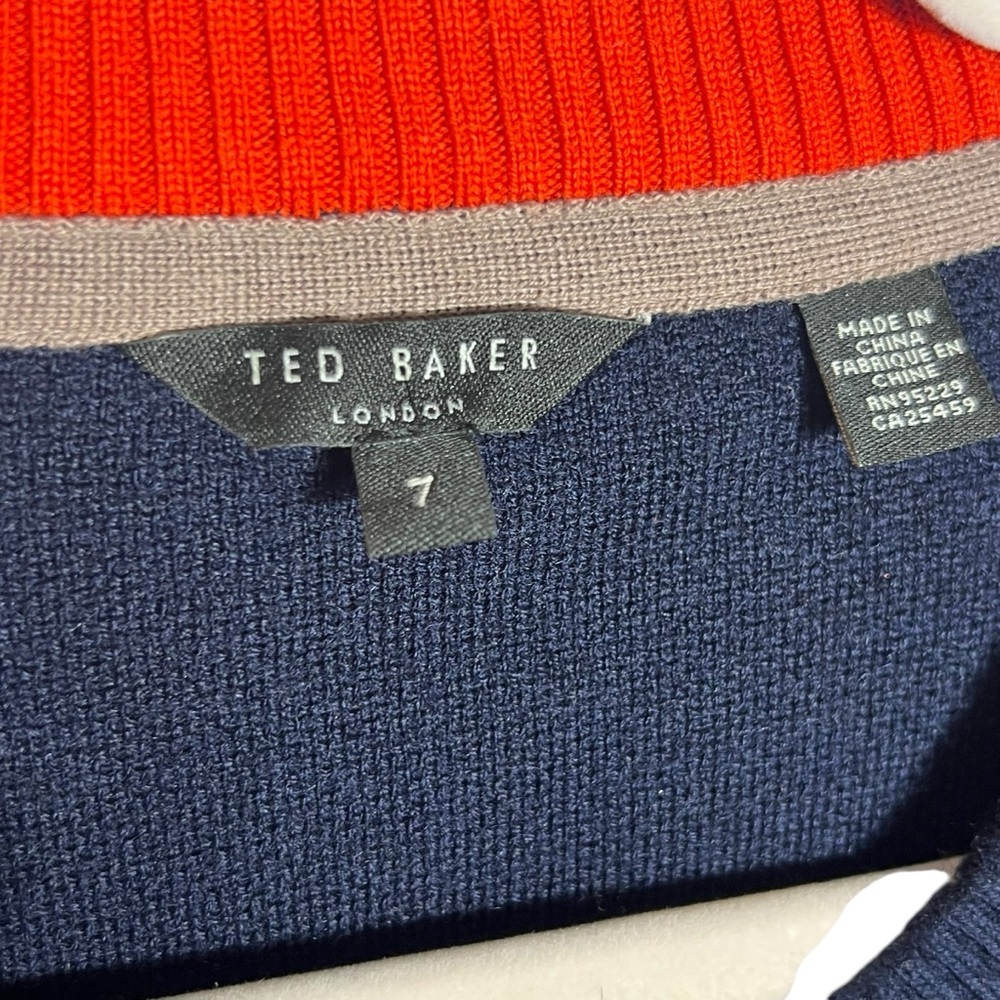 TED BAKER
LONDON
7
MADE IN
CHINA
FABRIQUE EN
CHINE
RN95229
CA25459